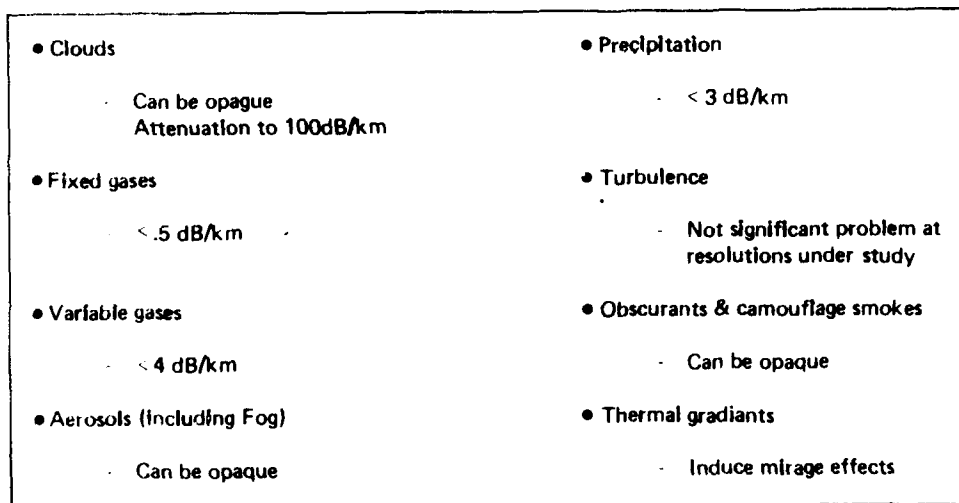 • Clouds
- Can be opague
Attenuation to 100dB/km
• Fixed gases
- < .5 dB/km
• Variable gases
- < 4 dB/km
• Aerosols (including Fog)
- Can be opaque
• Precipitation
- < 3 dB/km
• Turbulence
- Not significant problem at
resolutions under study
• Obscurants & camouflage smokes
- Can be opaque
• Thermal gradiants
- Induce mirage effects